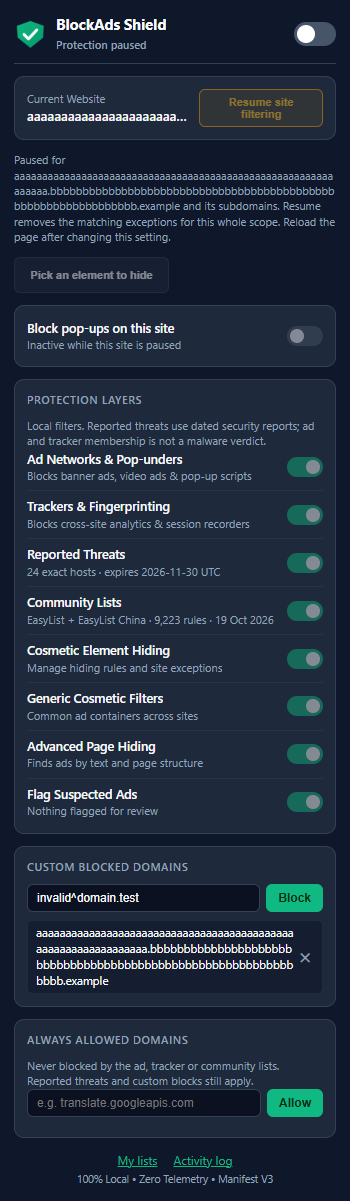 BlockAds Shield
Protection paused
Current Website
aaaaaaaaaaaaaaaaaaaaaaa...
Resume site
filtering
Paused for
aaaaaaaaaaaaaaaaaaaaaaaaaaaaaaaaaaaaaaaaaaaaaaaaaaaaaaaaa
aaaaaa.bbbbbbbbbbbbbbbbbbbbbbbbbbbbbbbbbbbbbbbbbbbbbbbb
bbbbbbbbbbbbbbbbbbbb.example and its subdomains. Resume
removes the matching exceptions for this whole scope. Reload the
page after changing this setting.
Pick an element to hide
Block pop-ups on this site
Inactive while this site is paused
PROTECTION LAYERS
Local filters. Reported threats use dated security reports; ad
and tracker membership is not a malware verdict.
Ad Networks & Pop-unders
Blocks banner ads, video ads & pop-up scripts
Trackers & Fingerprinting
Blocks cross-site analytics & session recorders
Reported Threats
24 exact hosts · expires 2026-11-30 UTC
Community Lists
EasyList + EasyList China · 9,223 rules · 19 Oct 2026
Cosmetic Element Hiding
Manage hiding rules and site exceptions
Generic Cosmetic Filters
Common ad containers across sites
Advanced Page Hiding
Finds ads by text and page structure
Flag Suspected Ads
Nothing flagged for review
CUSTOM BLOCKED DOMAINS
invalid^domain.test
Block
aaaaaaaaaaaaaaaaaaaaaaaaaaaaaaaaaaaaaaaaaa
aaaaaaaaaaaaaaaaaaaaa.bbbbbbbbbbbbbbbbbbbbbb
bbbbbbbbbbbbbbbbbbbbbbbbbbbbbbbbbbbbbbbbb
bbb.example
ALWAYS ALLOWED DOMAINS
Never blocked by the ad, tracker or community lists.
Reported threats and custom blocks still apply.
e.g. translate.googleapis.com
Allow
My lists Activity log
100% Local • Zero Telemetry • Manifest V3